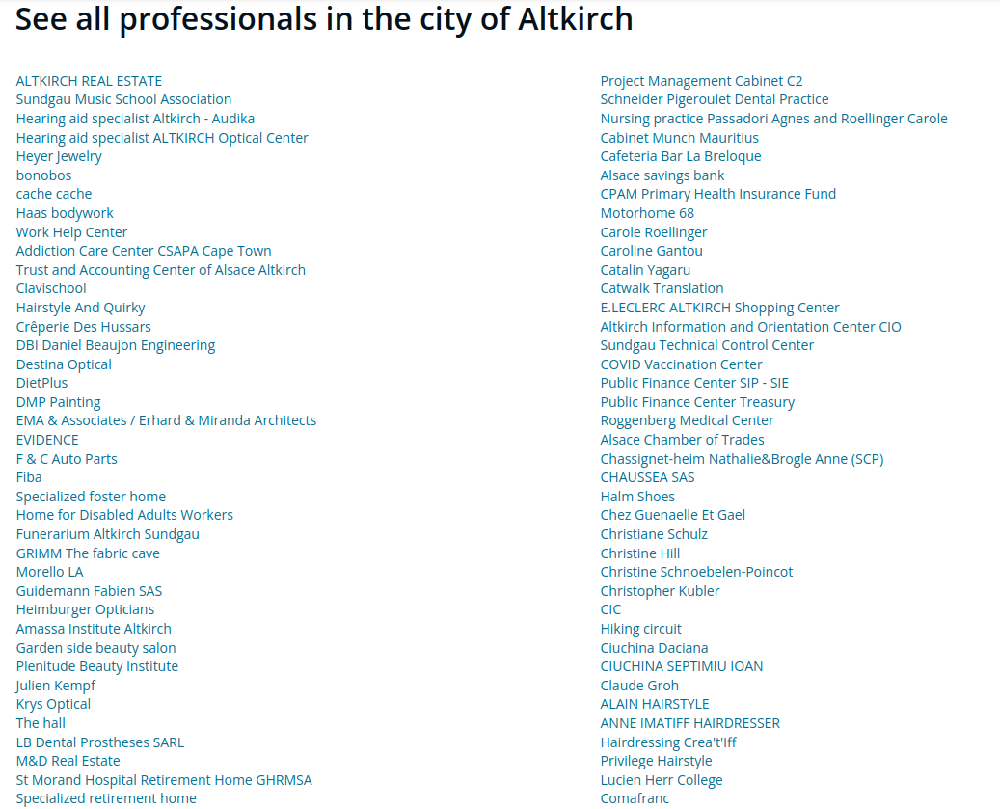 See all professionals in the city of Altkirch
ALTKIRCH REAL ESTATE
Sundgau Music School Association
Hearing aid specialist Altkirch - Audika
Hearing aid specialist ALTKIRCH Optical Center
Heyer Jewelry
bonobos
cache cache
Haas bodywork
Work Help Center
Addiction Care Center CSAPA Cape Town
Trust and Accounting Center of Alsace Altkirch
Clavischool
Hairstyle And Quirky
Crêperie Des Hussars
DBI Daniel Beaujon Engineering
Destina Optical
DietPlus
DMP Painting
EMA & Associates / Erhard & Miranda Architects
EVIDENCE
F & C Auto Parts
Fiba
Specialized foster home
Home for Disabled Adults Workers
Funerarium Altkirch Sundgau
GRIMM The fabric cave
Morello LA
Guidemann Fabien SAS
Heimburger Opticians
Amassa Institute Altkirch
Garden side beauty salon
Plenitude Beauty Institute
Julien Kempf
Krys Optical
The hall
LB Dental Prostheses SARL
M&D Real Estate
St Morand Hospital Retirement Home GHRMSA
Specialized retirement home
Project Management Cabinet C2
Schneider Pigeroulet Dental Practice
Nursing practice Passadori Agnes and Roellinger Carole
Cabinet Munch Mauritius
Cafeteria Bar La Breloque
Alsace savings bank
CPAM Primary Health Insurance Fund
Motorhome 68
Carole Roellinger
Caroline Gantou
Catalin Yagaru
Catwalk Translation
E.LECLERC ALTKIRCH Shopping Center
Altkirch Information and Orientation Center CIO
Sundgau Technical Control Center
COVID Vaccination Center
Public Finance Center SIP - SIE
Public Finance Center Treasury
Roggenberg Medical Center
Alsace Chamber of Trades
Chassignet-heim Nathalie&Brogle Anne (SCP)
CHAUSSEA SAS
Halm Shoes
Chez Guenaelle Et Gael
Christiane Schulz
Christine Hill
Christine Schnoebelen-Poincot
Christopher Kubler
CIC
Hiking circuit
Ciuchina Daciana
CIUCHINA SEPTIMIU IOAN
Claude Groh
ALAIN HAIRSTYLE
ANNE IMATIFF HAIRDRESSER
Hairdressing Crea't'Iff
Privilege Hairstyle
Lucien Herr College
Comafranc